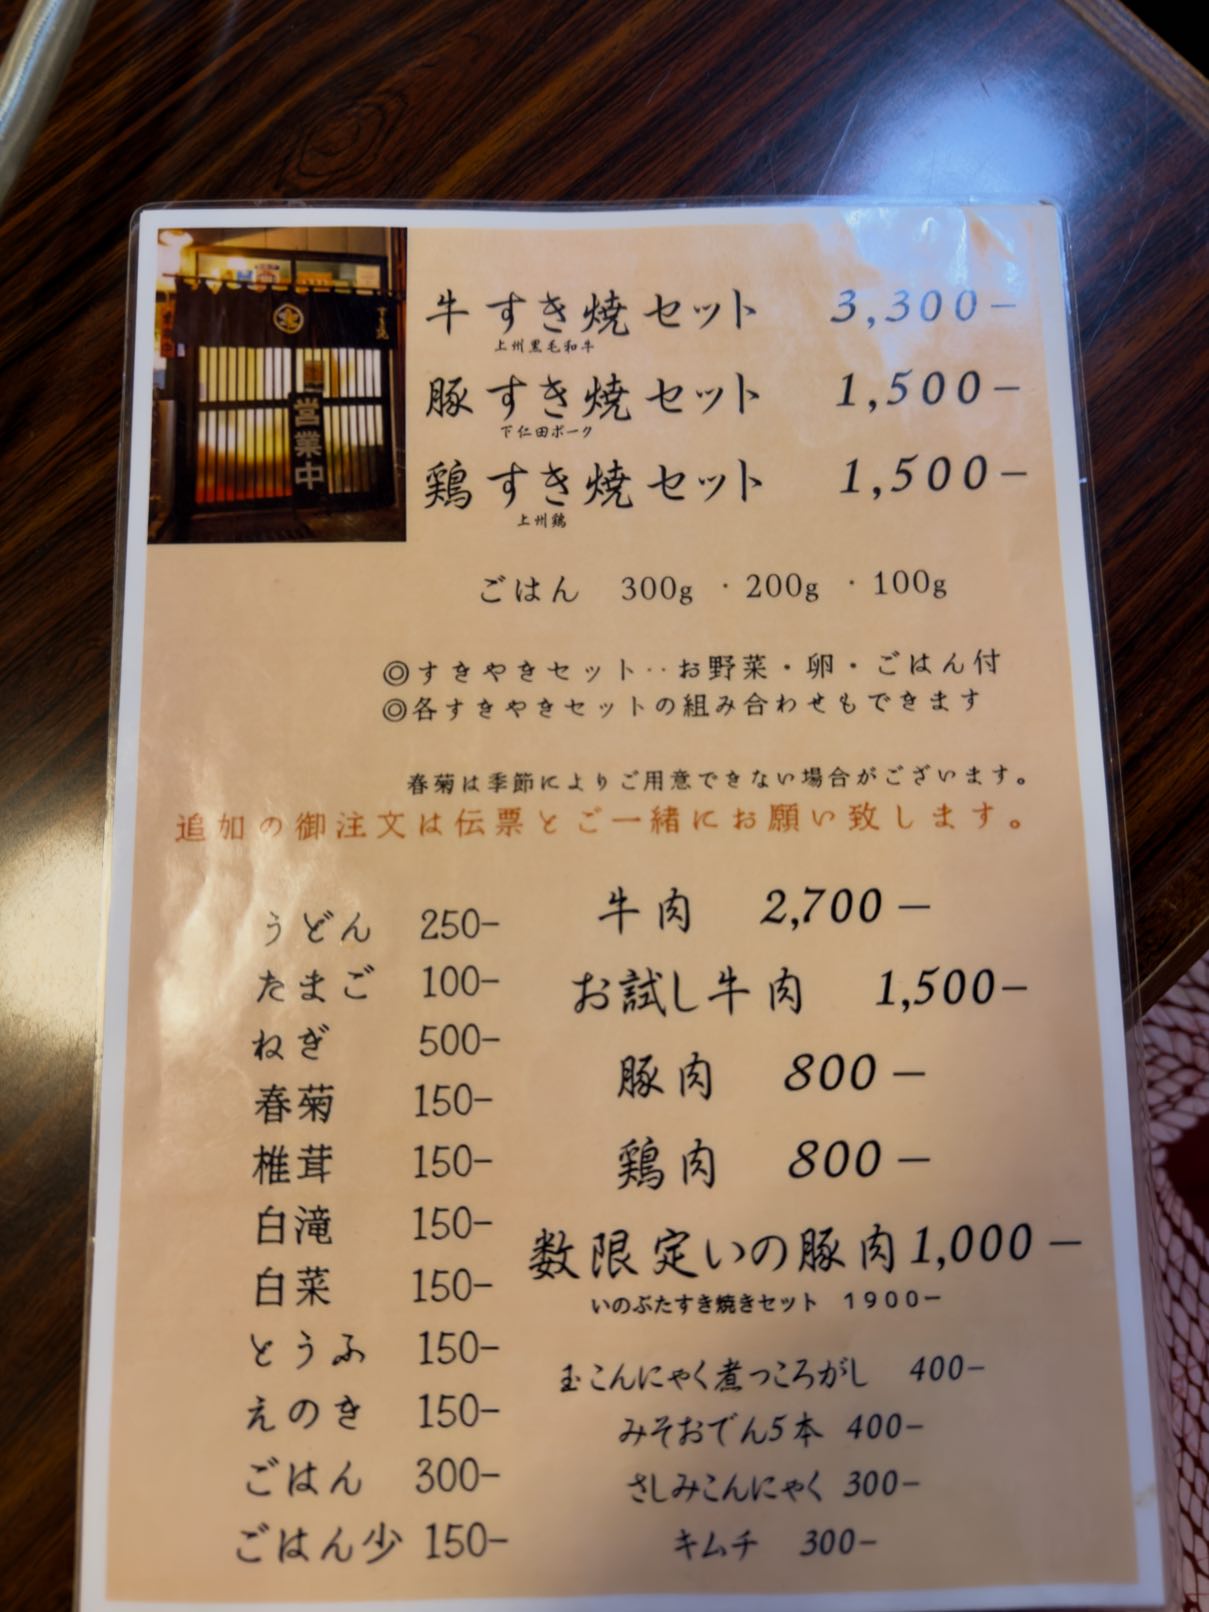 営業中
牛すき焼セット 3,300−
上州黒毛和牛
豚すき焼セット 1,500−
下仁田ポーク
鶏すき焼セット 1,500−
上州鶏
ごはん 300g ・200g ・100g
◎すきやきセット‥お野菜・卵・ごはん付
◎各すきやきセットの組み合わせもできます
春菊は季節によりご用意できない場合がございます。
追加の御注文は伝票とご一緒にお願い致します。
うどん 250−
たまご 100−
ねぎ 500−
春菊 150−
椎茸 150−
白滝 150−
白菜 150−
とうふ 150−
えのき 150−
ごはん 300−
ごはん少 150−
牛肉 2,700−
お試し牛肉 1,500−
豚肉 800−
鶏肉 800−
数限定いの豚肉 1,000−
いのぶたすき焼きセット 1900−
玉こんにゃく煮っころがし 400−
みそおでん5本 400−
さしみこんにゃく 300−
キムチ 300−